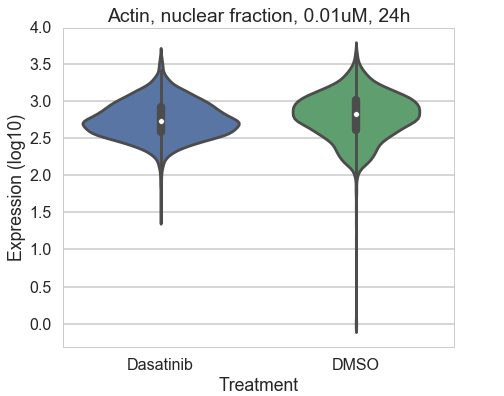 Actin, nuclear fraction, 0.01uM, 24h
4.0
3.5
3.0
2.5
2.0
1.5
1.0
0.5
0.0
Expression (log10)
Dasatinib DMSO
Treatment